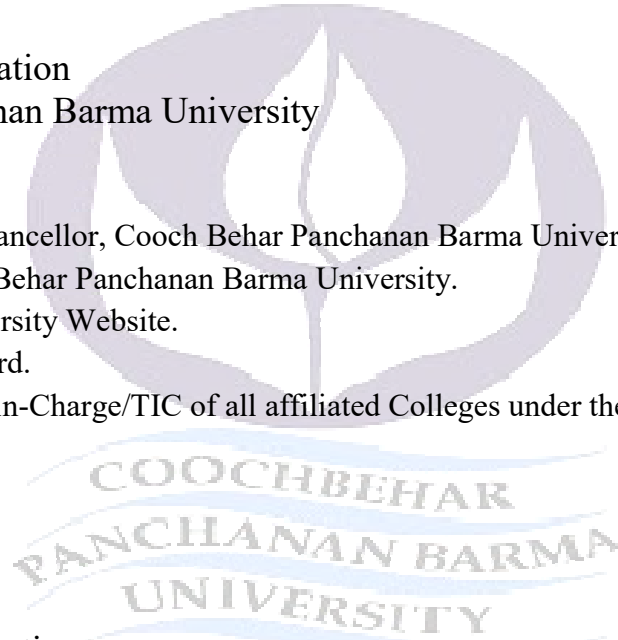 ation
nan Barma University
ancellor, Cooch Behar Panchanan Barma Univer
Behar Panchanan Barma University.
rsity Website.
rd.
in-Charge/TIC of all affiliated Colleges under the
COOCHBEHAR
PANCHANAN BARMA
UNIVERSITY